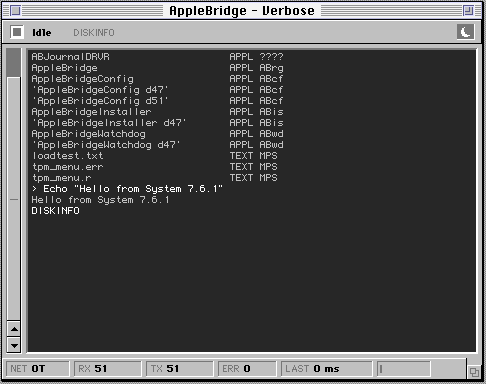 AppleBridge - Verbose
Idle DISKINFO
ABJournalDRVR APPL ????
AppleBridge APPL ABrg
AppleBridgeConfig APPL ABcf
'AppleBridgeConfig d47' APPL ABcf
'AppleBridgeConfig d51' APPL ABcf
AppleBridgeInstaller APPL ABis
'AppleBridgeInstaller d47' APPL ABis
AppleBridgeWatchdog APPL ABwd
'AppleBridgeWatchdog d47' APPL ABwd
loadtest.txt TEXT MPS
tpm_menu.err TEXT MPS
tpm_menu.r TEXT MPS
> Echo "Hello from System 7.6.1"
Hello from System 7.6.1
DISKINFO
NET OT RX 51 TX 51 ERR 0 LAST 0 ms